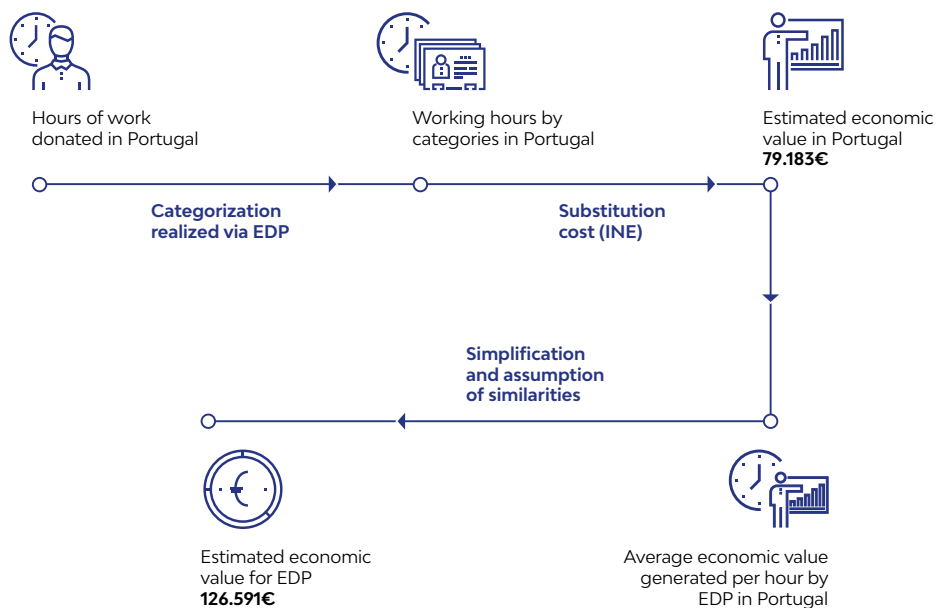 Hours of work
donated in Portugal
Working hours by
categories in Portugal
Estimated economic
value in Portugal
79.183€
Categorization
realized via EDP
Substitution
cost (INE)
Simplification
and assumption
of similarities
Estimated economic
value for EDP
126.591€
Average economic value
generated per hour by
EDP in Portugal